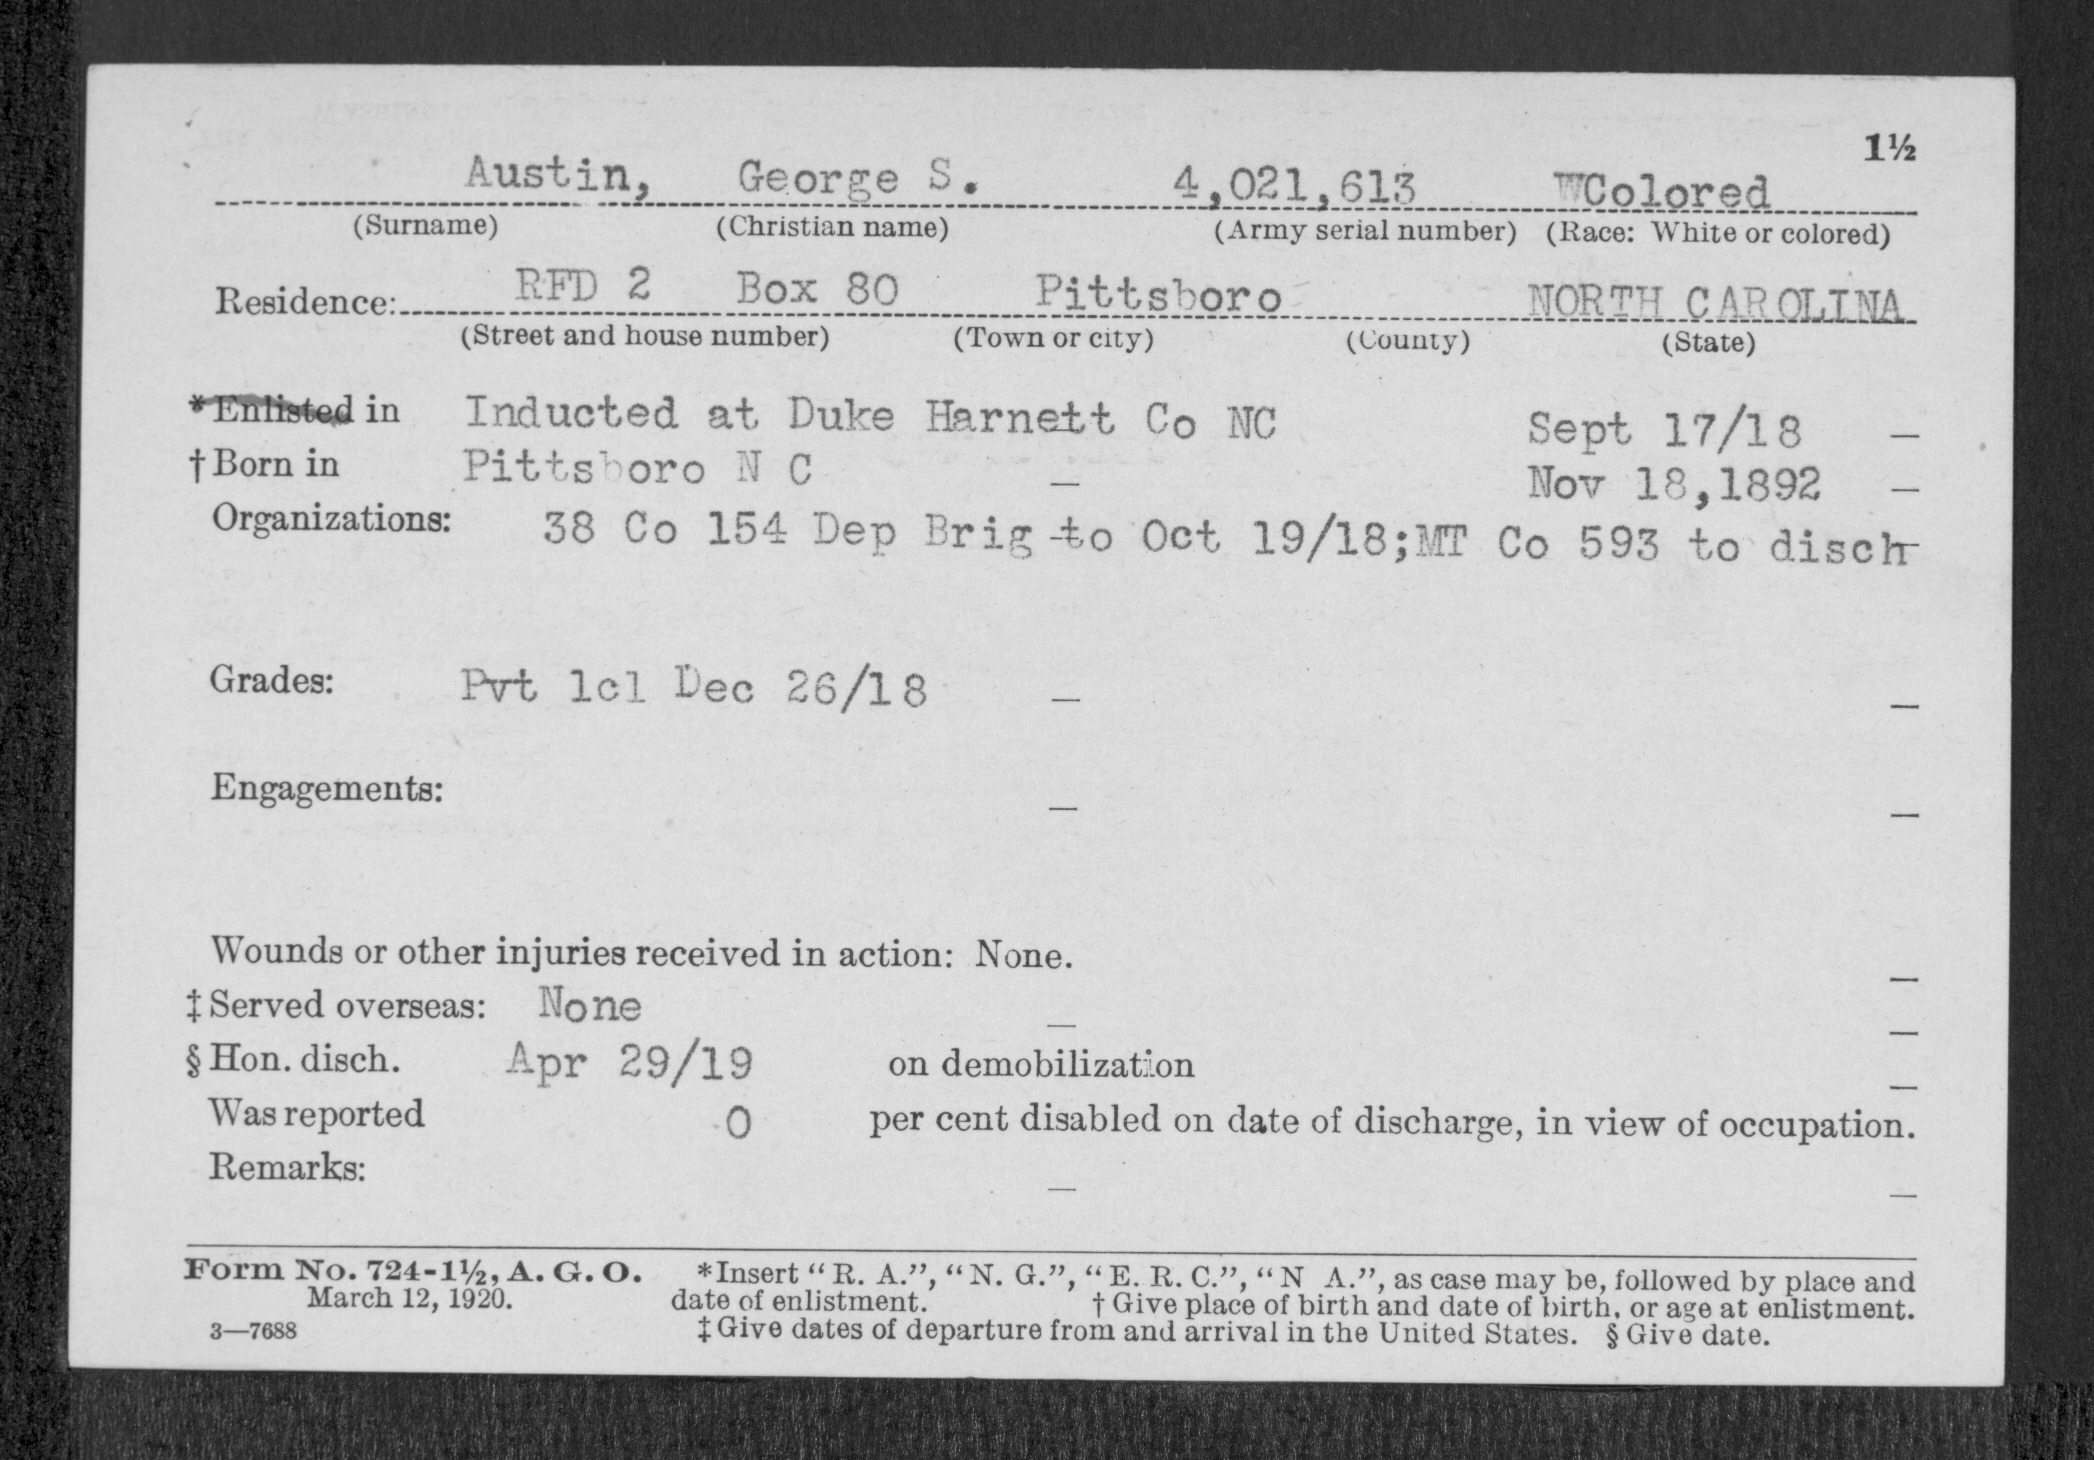 1½
Austin, George S. 4,021,613 WColored
(Surname) (Christian name) (Army serial number) (Race: White or colored)
Residence: RFD 2 Box 80 Pittsboro NORTH CAROLINA
(Street and house number) (Town or city) (County) (State)
*Enlisted in Inducted at Duke Harnett Co NC Sept 17/18 —
†Born in Pittsboro N C — Nov 18,1892 —
Organizations: 38 Co 154 Dep Brig to Oct 19/18;MT Co 593 to disch
Grades: Pvt 1cl Dec 26/18 — —
Engagements: — —
Wounds or other injuries received in action: None. —
‡Served overseas: None — —
§Hon. disch. Apr 29/19 on demobilization —
Was reported 0 per cent disabled on date of discharge, in view of occupation.
Remarks: — —
Form No. 724-1½, A. G. O. *Insert “R. A.”, “N. G.”, “E. R. C.”, “N A.”, as case may be, followed by place and
March 12, 1920. date of enlistment. †Give place of birth and date of birth, or age at enlistment.
3—7688 ‡Give dates of departure from and arrival in the United States. §Give date.